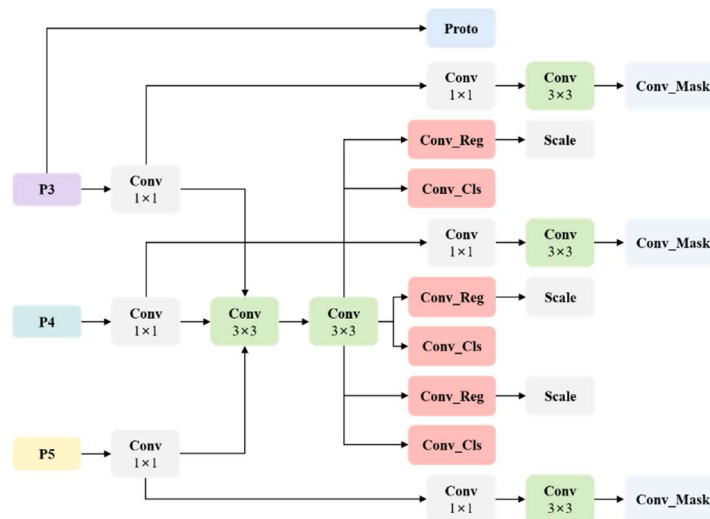 Proto
Conv
1×1
Conv
3×3
Conv_Mask
Conv_Reg
Scale
P3
Conv
1×1
Conv_Cls
Conv
1×1
Conv
3×3
Conv_Mask
P4
Conv
1×1
Conv
3×3
Conv
3×3
Conv_Reg
Scale
Conv_Cls
Conv_Reg
Scale
P5
Conv
1×1
Conv_Cls
Conv
1×1
Conv
3×3
Conv_Mask